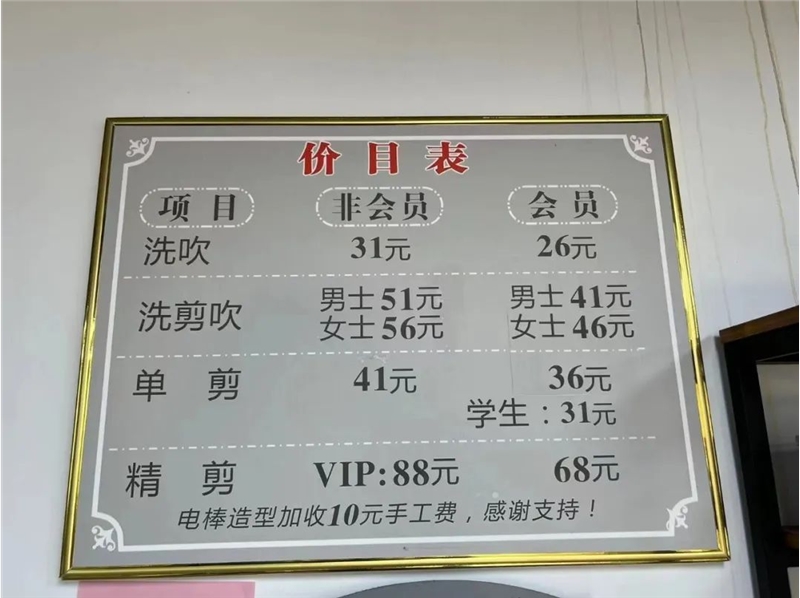 价目表
项目 非会员 会员
洗吹 31元 26元
洗剪吹 男士51元 男士41元
女士56元 女士46元
单剪 41元 36元
学生：31元
精剪 VIP:88元 68元
电棒造型加收10元手工费，感谢支持！